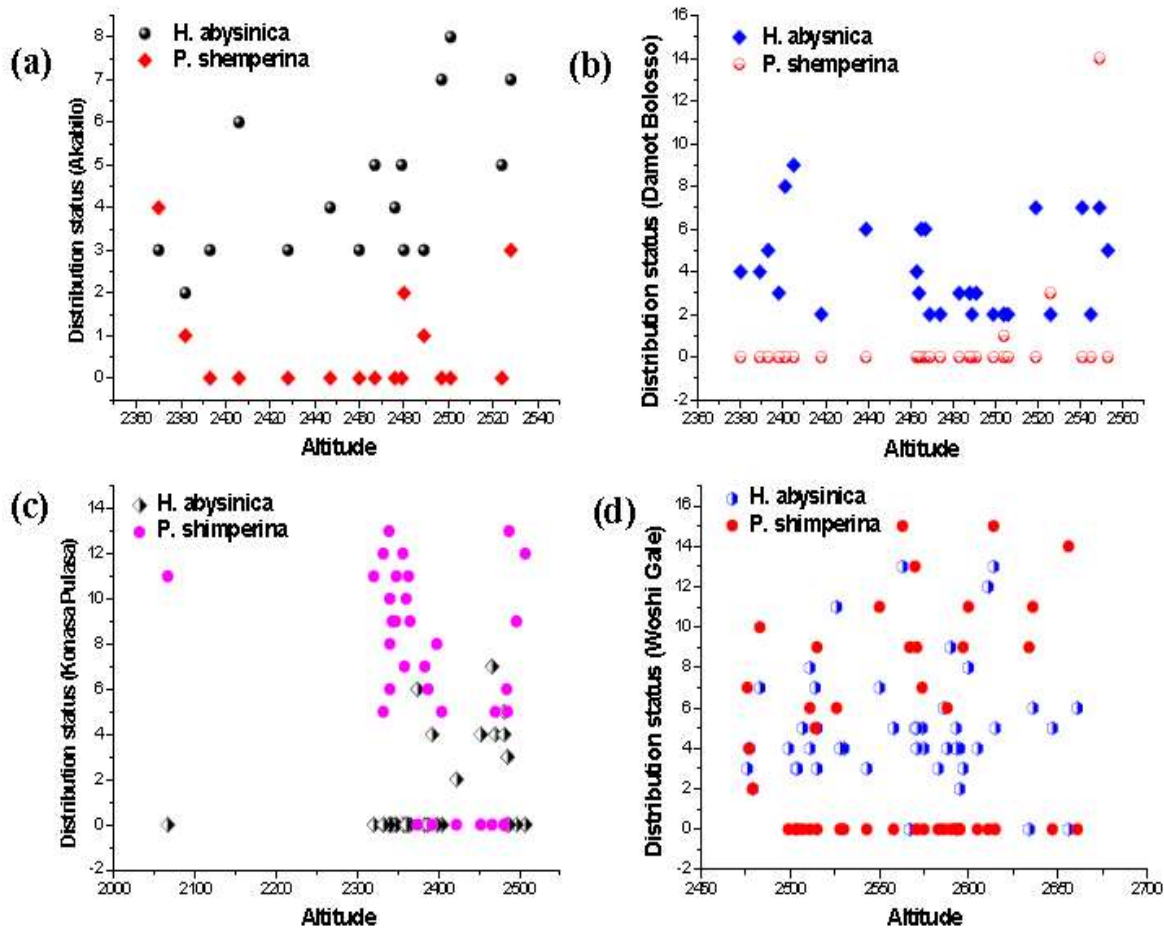 (a)
H. abysinica
P. shemperina
Distribution status (Akabilo)
8
7
6
5
4
3
2
1
0
2360 2380 2400 2420 2440 2460 2480 2500 2520 2540
Altitude
(b)
H. abysnica
P. shemperina
Distribution status (Damot Bolosso)
16
14
12
10
8
6
4
2
0
-2
2360 2380 2400 2420 2440 2460 2480 2500 2520 2540 2560
Altitude
(c)
H. abysinica
P. shimperina
Distribution status (Konasa Pulasa)
14
12
10
8
6
4
2
0
-2
2000 2100 2200 2300 2400 2500
Altitude
(d)
H. abysinica
P. shimperina
Distribution status (Woshi Gale)
16
14
12
10
8
6
4
2
0
-2
2450 2500 2550 2600 2650 2700
Altitude